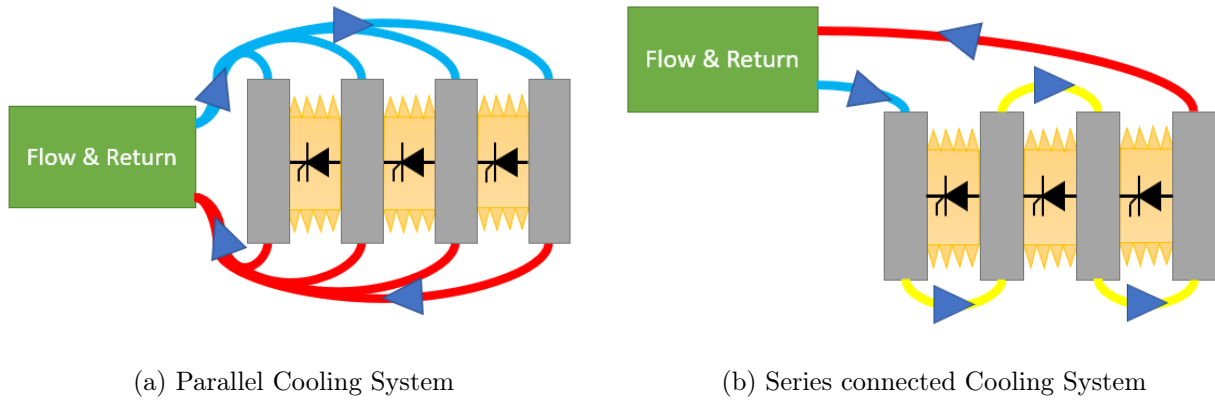 Flow & Return
Flow & Return
(a) Parallel Cooling System
(b) Series connected Cooling System